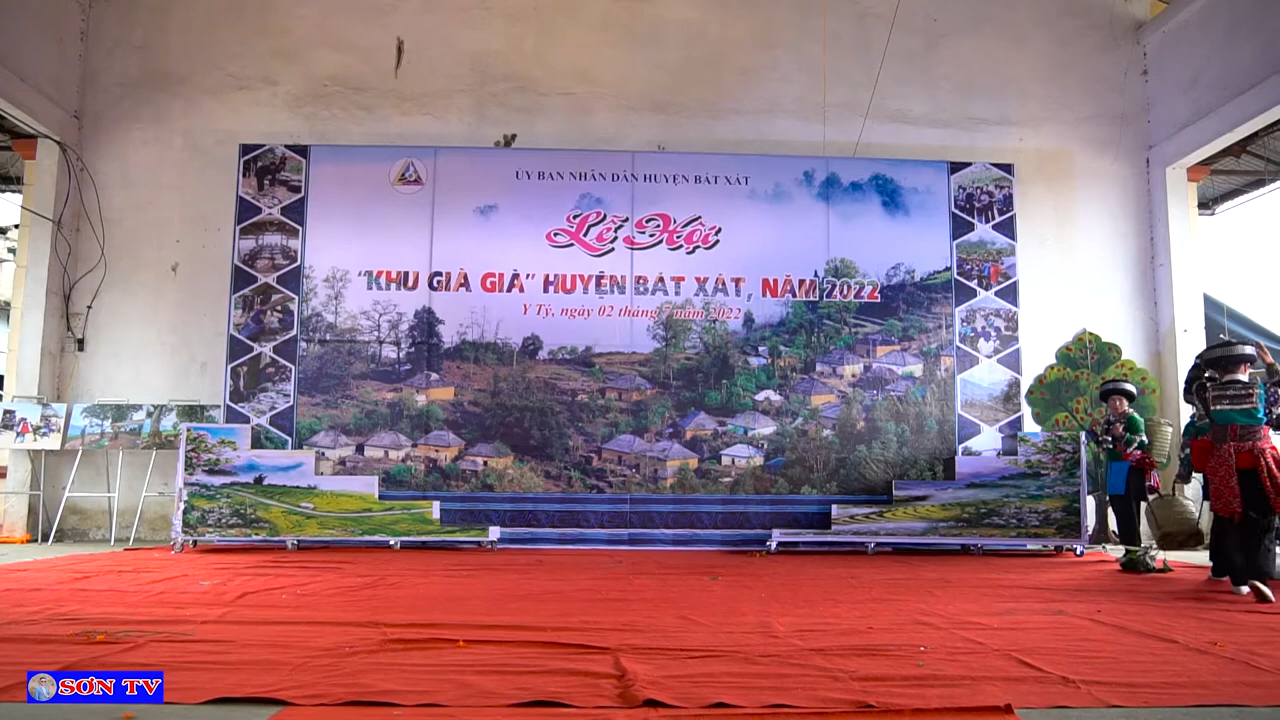 ỦY BAN NHÂN DÂN HUYỆN BÁT XÁT
Lễ Hội
“KHU GIÀ GIÀ” HUYỆN BÁT XÁT, NĂM 2022
Y Tý, ngày 02 tháng 7 năm 2022
SƠN TV